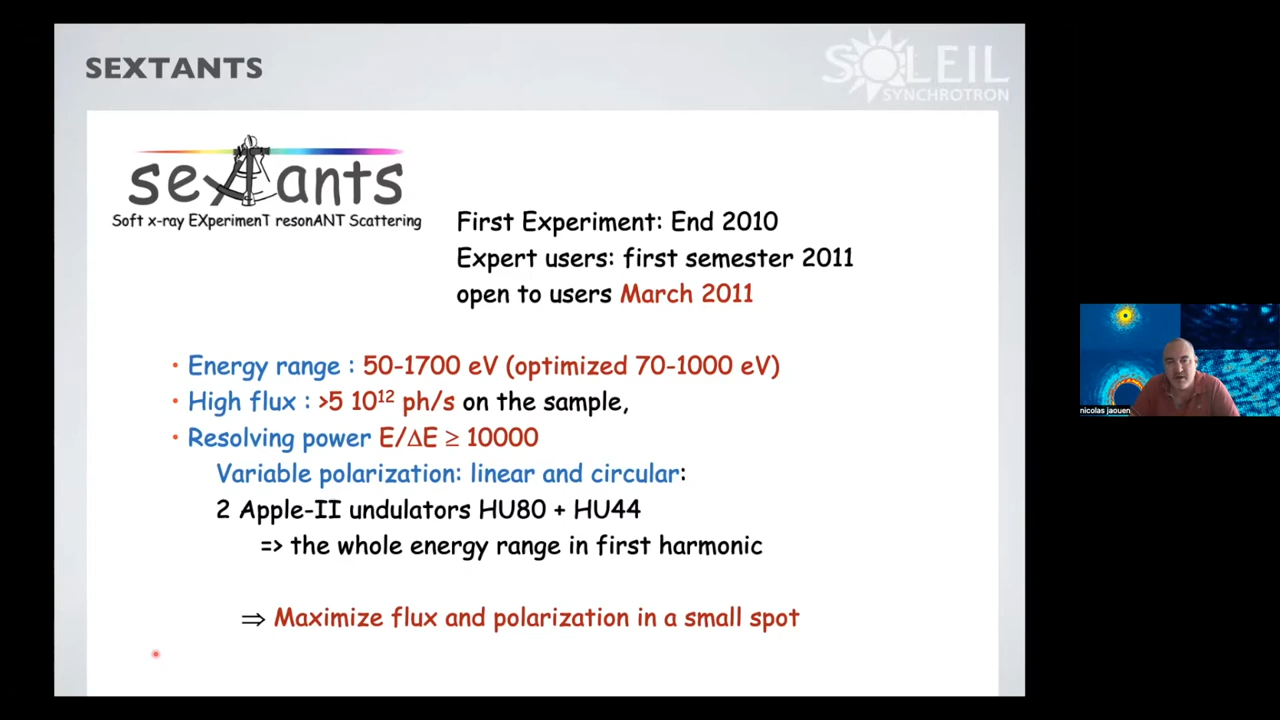 SEXTANTS
SOLEIL
SYNCHROTRON
sextants
Soft x-ray EXperimenT resonANT Scattering
First Experiment: End 2010
Expert users: first semester 2011
open to users March 2011
• Energy range : 50-1700 eV (optimized 70-1000 eV)
• High flux : >5 10¹² ph/s on the sample,
• Resolving power E/ΔE ≥ 10000
Variable polarization: linear and circular:
2 Apple-II undulators HU80 + HU44
=> the whole energy range in first harmonic
⇒ Maximize flux and polarization in a small spot
nicolas jaouen